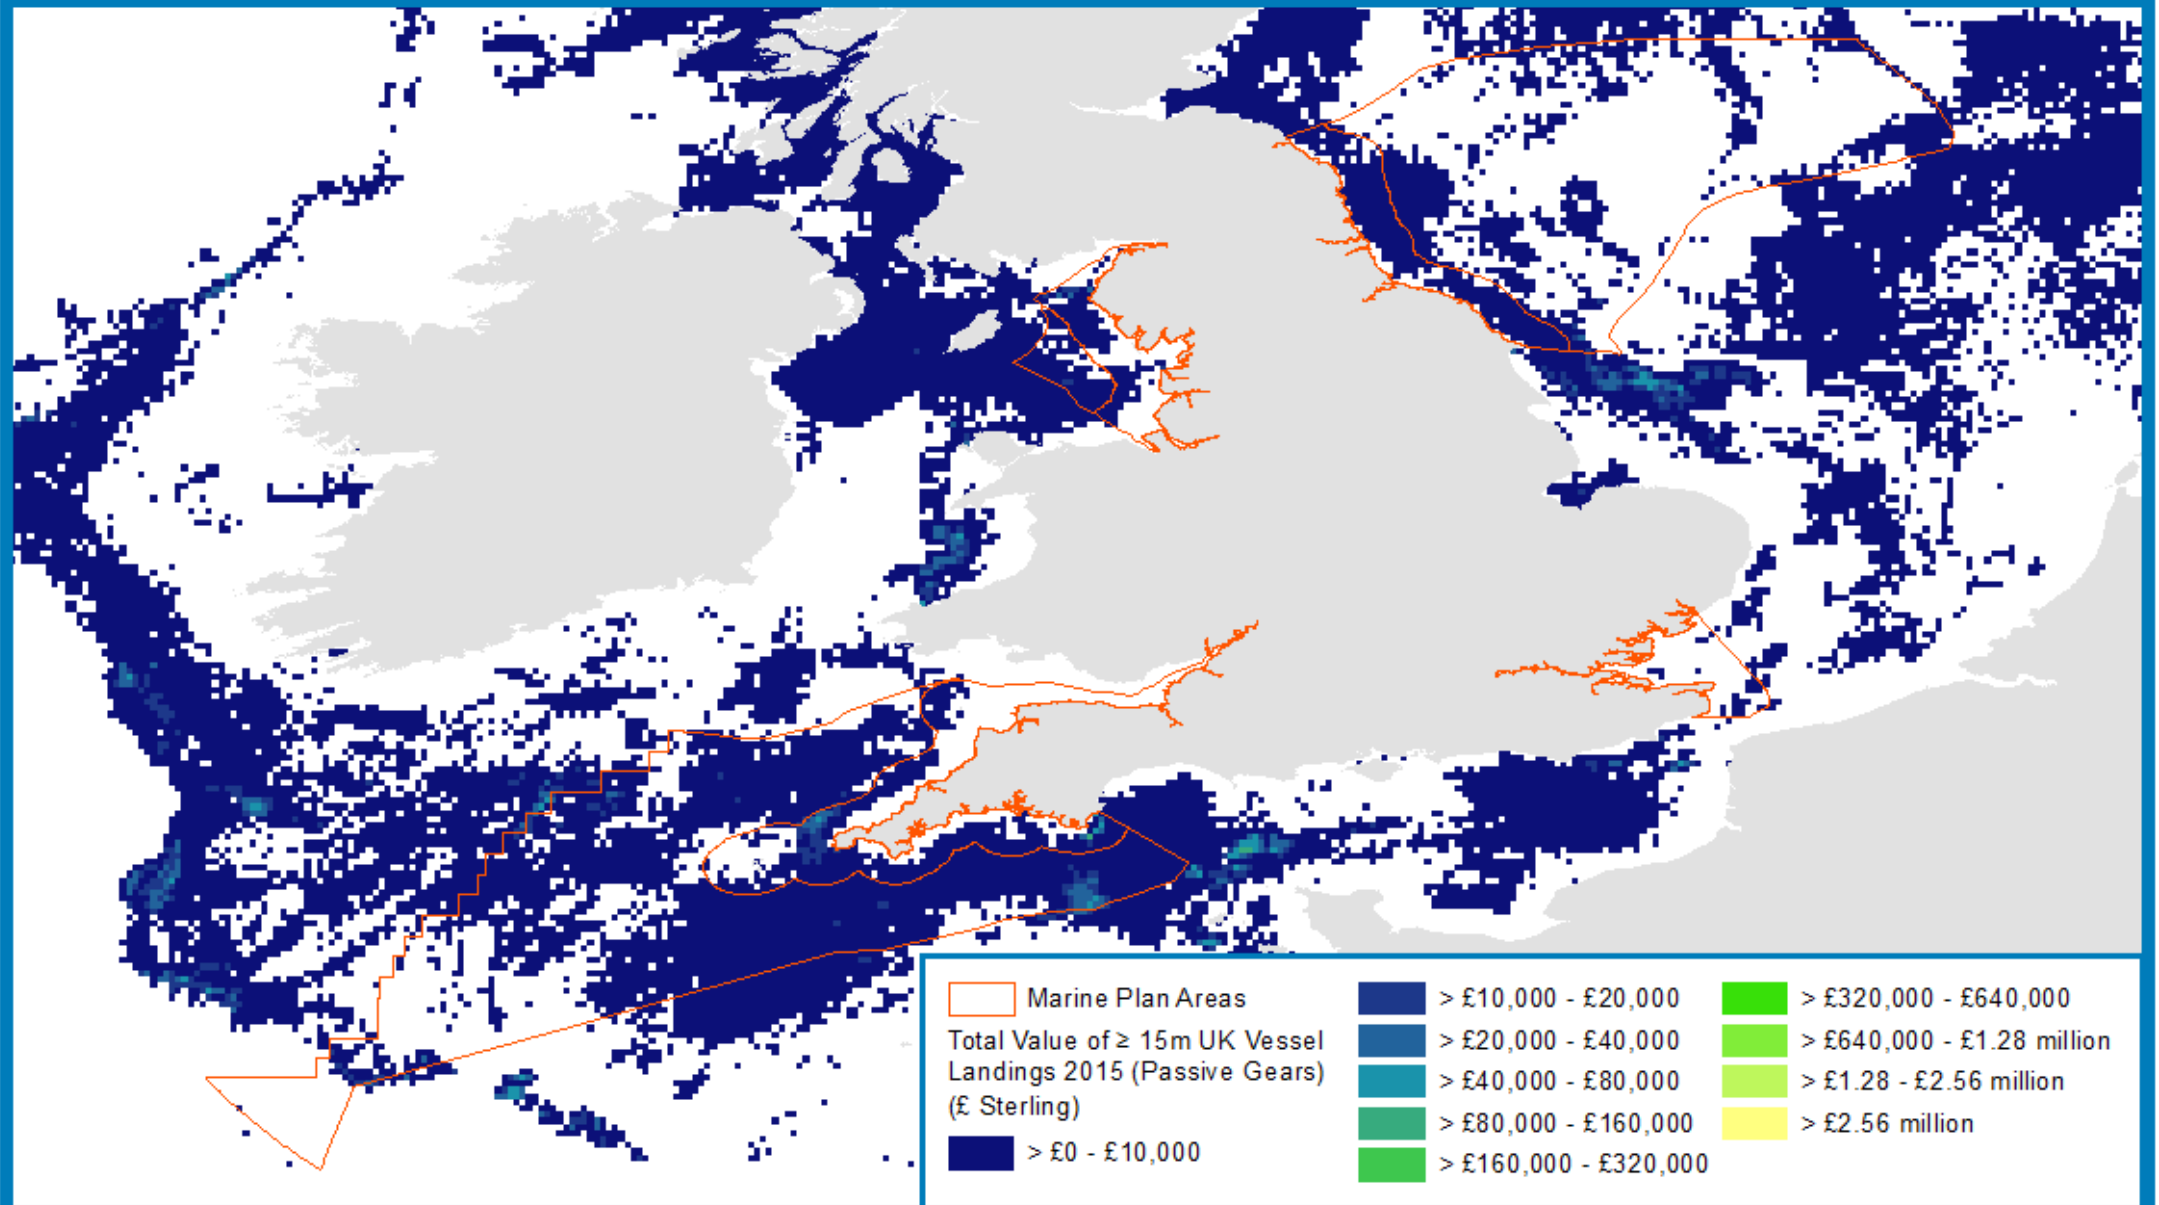 Marine Plan Areas
Total Value of ≥ 15m UK Vessel
Landings 2015 (Passive Gears)
(£ Sterling)
> £0 - £10,000
> £10,000 - £20,000
> £20,000 - £40,000
> £40,000 - £80,000
> £80,000 - £160,000
> £160,000 - £320,000
> £320,000 - £640,000
> £640,000 - £1.28 million
> £1.28 - £2.56 million
> £2.56 million